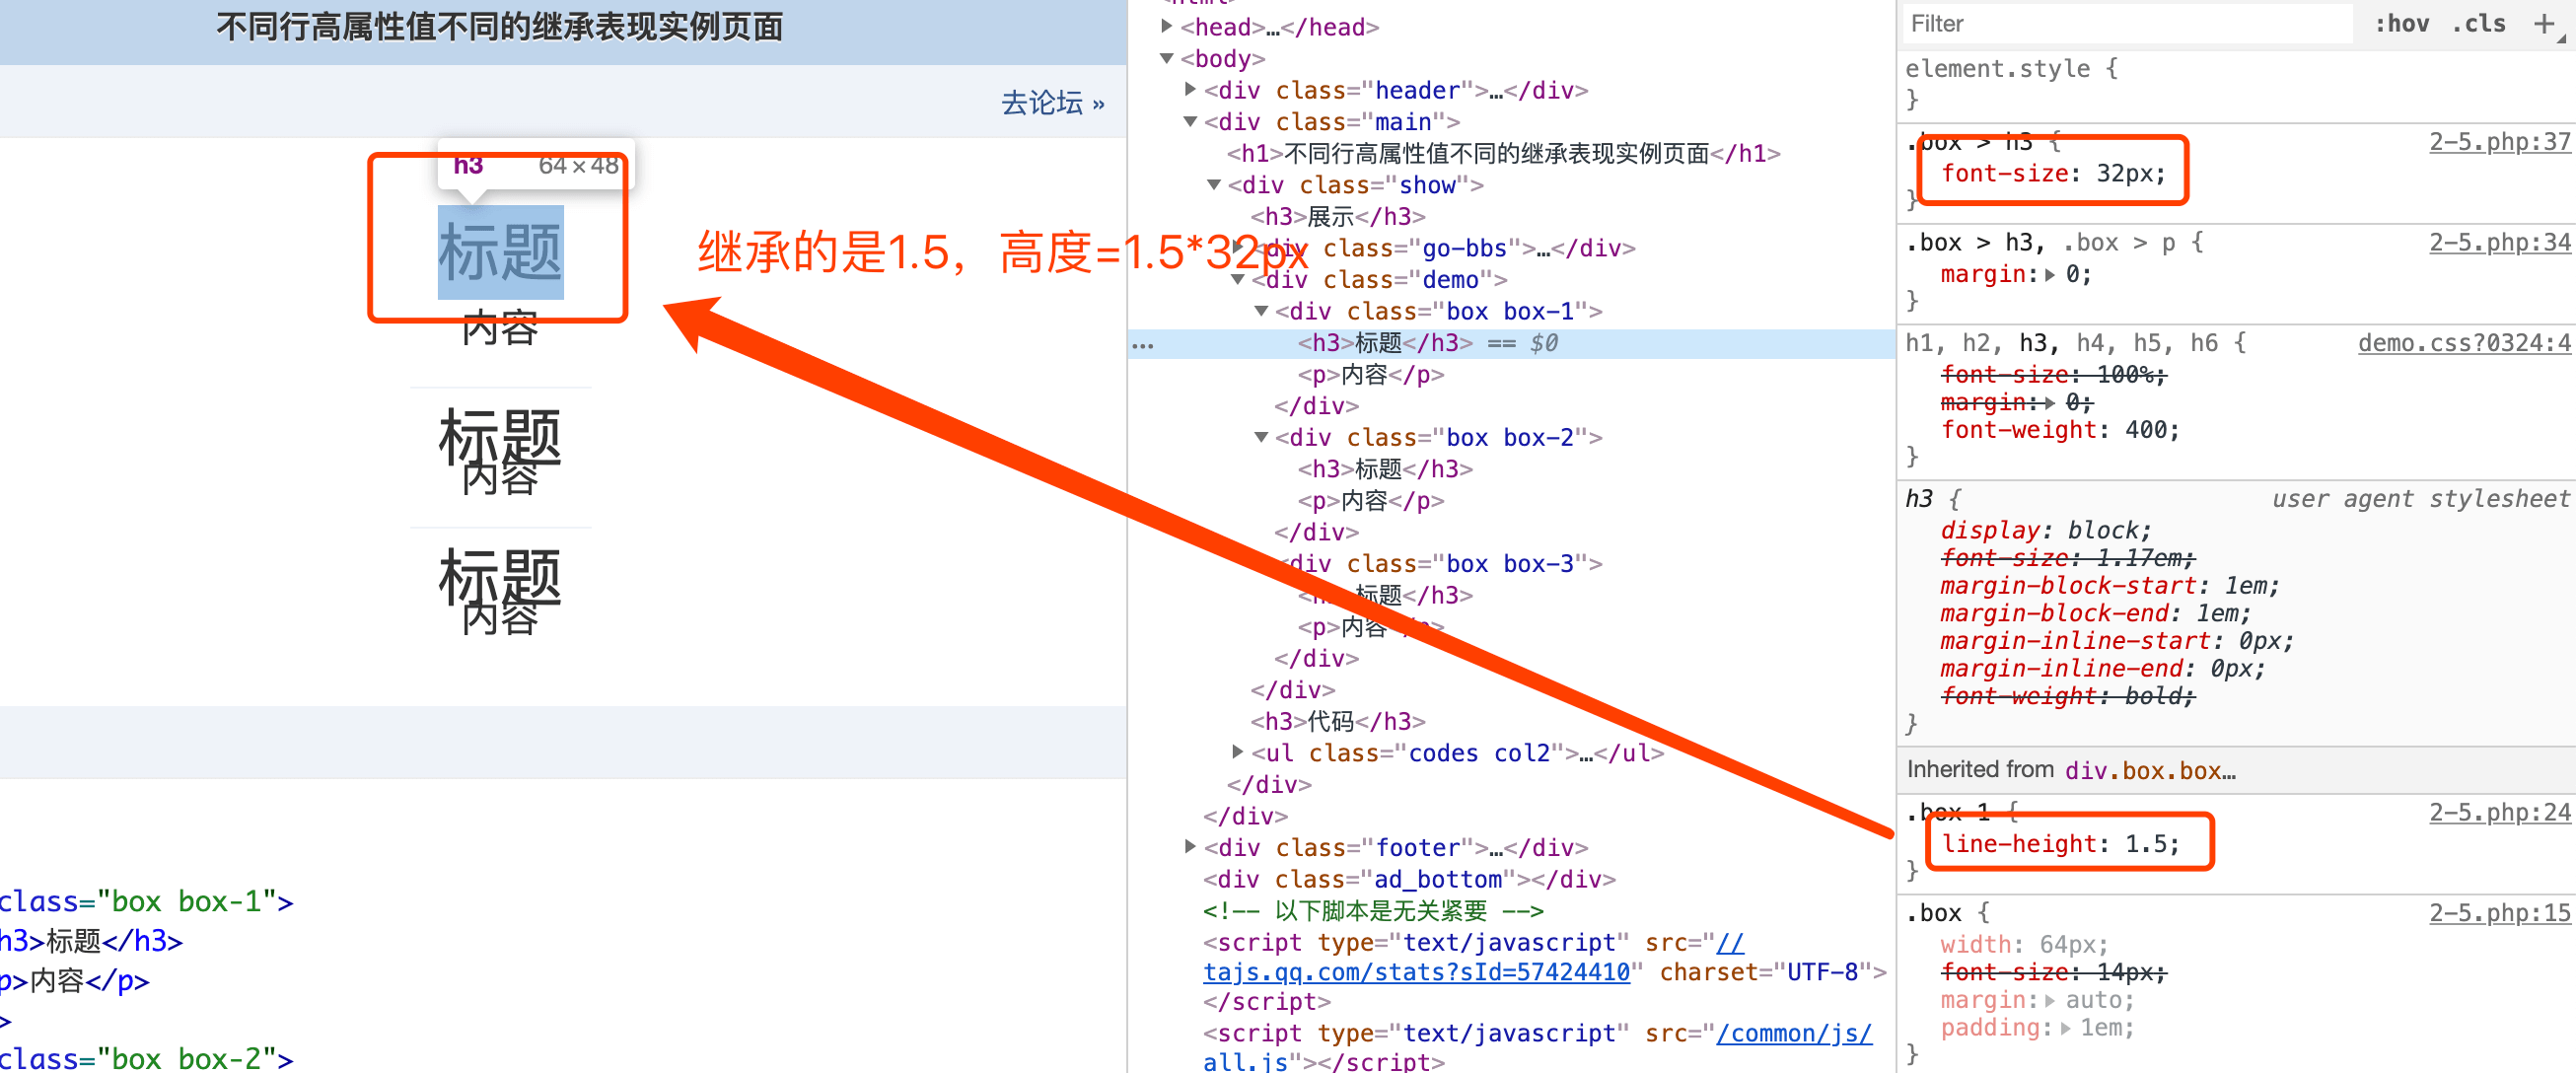 不同行高属性值不同的继承表现实例页面
去论坛 »
h3 64×48
标题
内容
标题
内容
标题
内容
继承的是1.5，高度=1.5*32px
class="box box-1">
h3>标题</h3>
p>内容</p>
>
class="box box-2">
<html>
<head>…</head>
<body>
<div class="header">…</div>
<div class="main">
<h1>不同行高属性值不同的继承表现实例页面</h1>
<div class="show">
<h3>展示</h3>
<div class="go-bbs">…</div>
<div class="demo">
<div class="box box-1">
… <h3>标题</h3> == $0
<p>内容</p>
</div>
<div class="box box-2">
<h3>标题</h3>
<p>内容</p>
</div>
<div class="box box-3">
<h3>标题</h3>
<p>内容</p>
</div>
</div>
<h3>代码</h3>
<ul class="codes col2">…</ul>
</div>
</div>
<div class="footer">…</div>
<div class="ad_bottom"></div>
<!-- 以下脚本是无关紧要 -->
<script type="text/javascript" src="//
tajs.qq.com/stats?sId=57424410" charset="UTF-8">
</script>
<script type="text/javascript" src="/common/js/
all.js"></script>
Filter :hov .cls +
element.style {
}
.box > h3 { 2-5.php:37
font-size: 32px;
}
.box > h3, .box > p { 2-5.php:34
margin: 0;
}
h1, h2, h3, h4, h5, h6 { demo.css?0324:4
font-size: 100%;
margin: 0;
font-weight: 400;
}
h3 { user agent stylesheet
display: block;
font-size: 1.17em;
margin-block-start: 1em;
margin-block-end: 1em;
margin-inline-start: 0px;
margin-inline-end: 0px;
font-weight: bold;
}
Inherited from div.box.box…
.box-1 { 2-5.php:24
line-height: 1.5;
}
.box { 2-5.php:15
width: 64px;
font-size: 14px;
margin: auto;
padding: 1em;
}